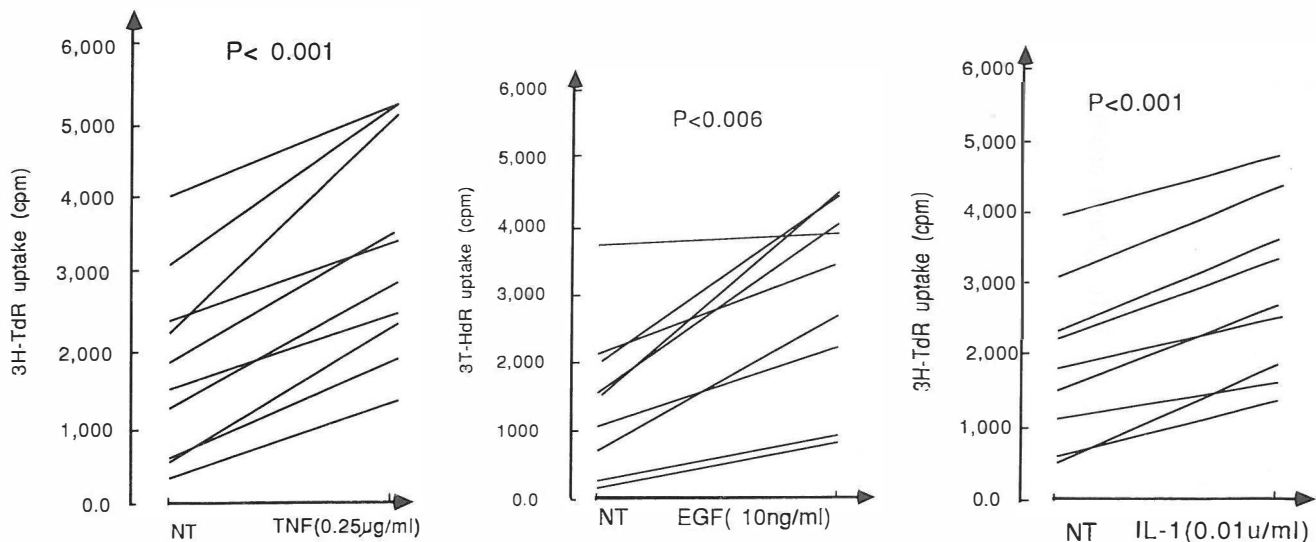 P< 0.001
3H-TdR uptake (cpm)
6,000
5,000
4,000
3,000
2,000
1,000
0.0
NT
TNF(0.25µg/ml)
P<0.006
3T-HdR uptake (cpm)
6,000
5,000
4,000
3,000
2,000
1000
0.0
NT
EGF( 10ng/ml)
P<0.001
3H-TdR uptake (cpm)
6,000
5,000
4,000
3,000
2,000
1,000
0.0
NT
IL-1(0.01u/ml)